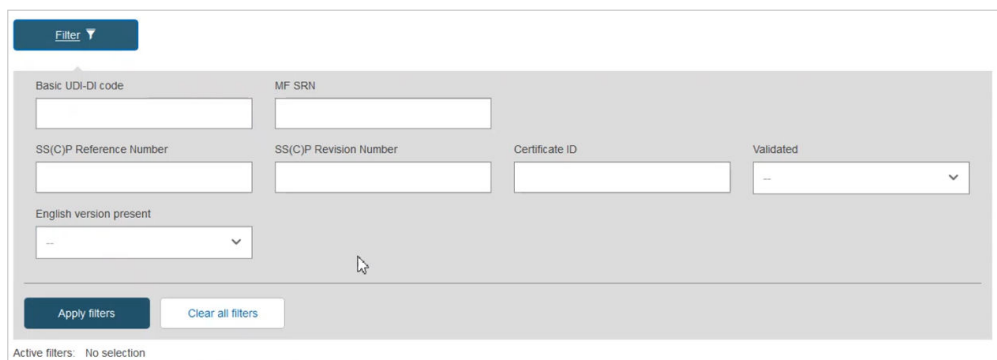 Filter
Basic UDI-DI code MF SRN
SS(C)P Reference Number SS(C)P Revision Number Certificate ID Validated
--
English version present
--
Apply filters Clear all filters
Active filters: No selection